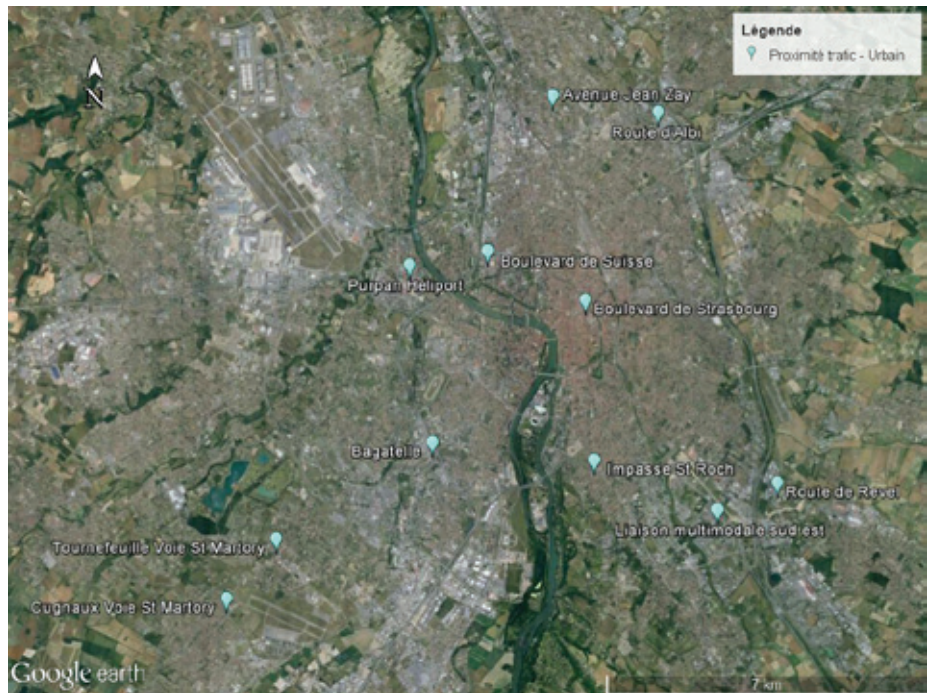 Légende
Proximité trafic - Urbain
N
Avenue Jean Zay
Route d'Albi
Boulevard de Suisse
Purpan Héliport
Boulevard de Strasbourg
Bagatelle
Impasse St Roch
Route de Revel
Liaison multimodale sud est
Tournefeuille Voie St Martory
Cugnaux Voie St Martory
Google earth
7 km